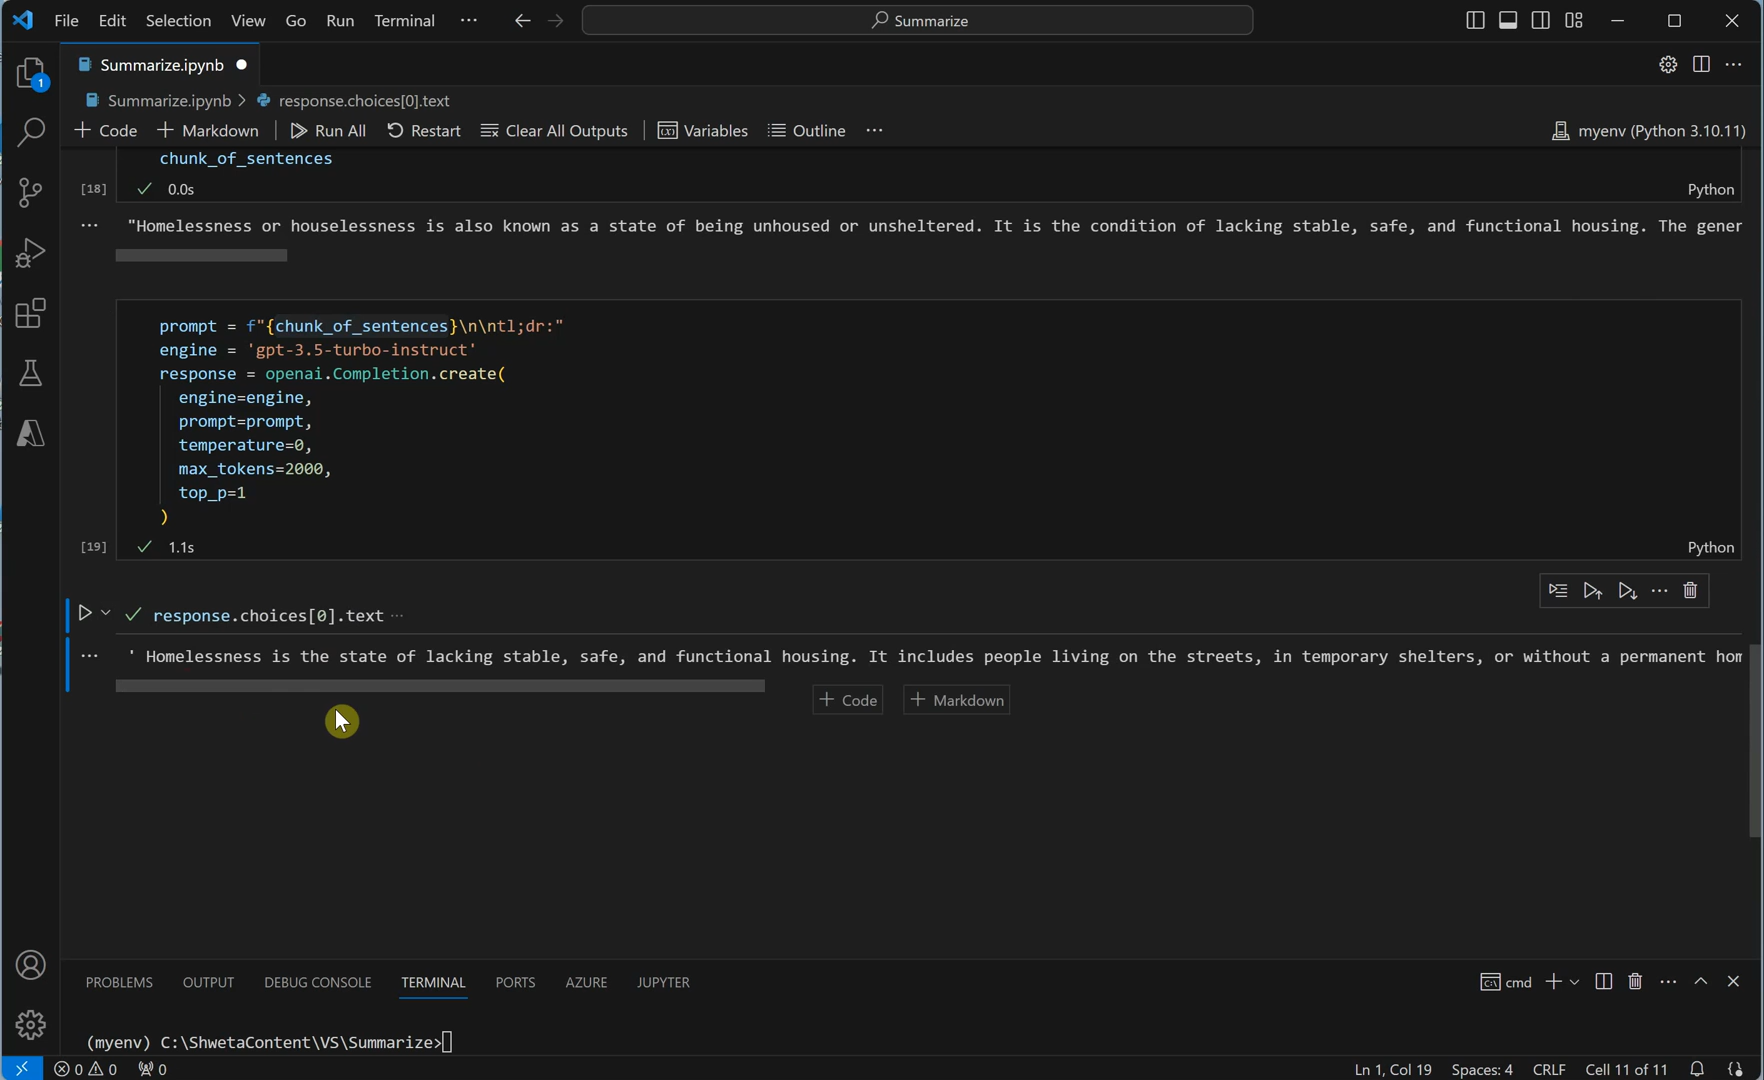 File Edit Selection View Go Run Terminal ··· Summarize
1
Summarize.ipynb
Summarize.ipynb > response.choices[0].text
+ Code + Markdown Run All Restart Clear All Outputs Variables Outline ··· myenv (Python 3.10.11)
chunk_of_sentences
[18] 0.0s Python
··· "Homelessness or houselessness is also known as a state of being unhoused or unsheltered. It is the condition of lacking stable, safe, and functional housing. The gener
prompt = f"{chunk_of_sentences}\n\ntl;dr:"
engine = 'gpt-3.5-turbo-instruct'
response = openai.Completion.create(
engine=engine,
prompt=prompt,
temperature=0,
max_tokens=2000,
top_p=1
)
[19] 1.1s Python
response.choices[0].text ···
··· ' Homelessness is the state of lacking stable, safe, and functional housing. It includes people living on the streets, in temporary shelters, or without a permanent hom
+ Code + Markdown
PROBLEMS OUTPUT DEBUG CONSOLE TERMINAL PORTS AZURE JUPYTER cmd
(myenv) C:\ShwetaContent\VS\Summarize>
0 0 0 Ln 1, Col 19 Spaces: 4 CRLF Cell 11 of 11